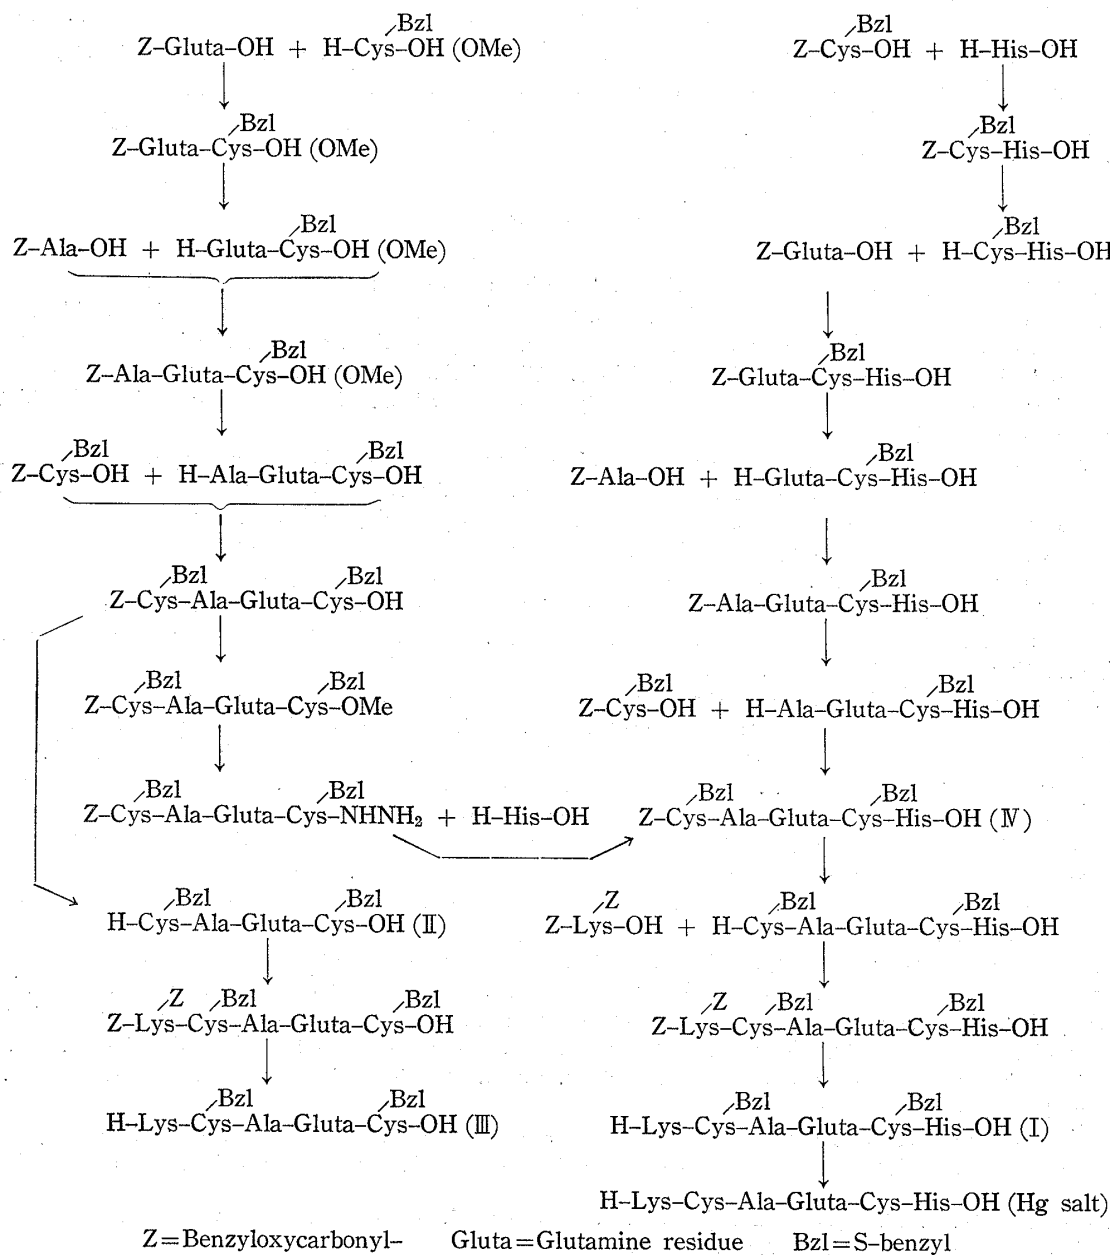 Bzl
Z–Gluta–OH + H–Cys–OH (OMe)
Bzl
Z–Gluta–Cys–OH (OMe)
Bzl
Z–Ala–OH + H–Gluta–Cys–OH (OMe)
Bzl
Z–Ala–Gluta–Cys–OH (OMe)
Bzl Bzl
Z–Cys–OH + H–Ala–Gluta–Cys–OH
Bzl Bzl
Z–Cys–Ala–Gluta–Cys–OH
Bzl Bzl
Z–Cys–Ala–Gluta–Cys–OMe
Bzl Bzl
Z–Cys–Ala–Gluta–Cys–NHNH₂ + H–His–OH
Bzl Bzl
H–Cys–Ala–Gluta–Cys–OH (Ⅱ)
Z Bzl Bzl
Z–Lys–Cys–Ala–Gluta–Cys–OH
Bzl Bzl
H–Lys–Cys–Ala–Gluta–Cys–OH (Ⅲ)
Bzl
Z–Cys–OH + H–His–OH
Bzl
Z–Cys–His–OH
Bzl
Z–Gluta–OH + H–Cys–His–OH
Bzl
Z–Gluta–Cys–His–OH
Bzl
Z–Ala–OH + H–Gluta–Cys–His–OH
Bzl
Z–Ala–Gluta–Cys–His–OH
Bzl Bzl
Z–Cys–OH + H–Ala–Gluta–Cys–His–OH
Bzl Bzl
Z–Cys–Ala–Gluta–Cys–His–OH (Ⅳ)
Z Bzl Bzl
Z–Lys–OH + H–Cys–Ala–Gluta–Cys–His–OH
Z Bzl Bzl
Z–Lys–Cys–Ala–Gluta–Cys–His–OH
Bzl Bzl
H–Lys–Cys–Ala–Gluta–Cys–His–OH (I)
H–Lys–Cys–Ala–Gluta–Cys–His–OH (Hg salt)
Z=Benzyloxycarbonyl– Gluta=Glutamine residue Bzl=S-benzyl